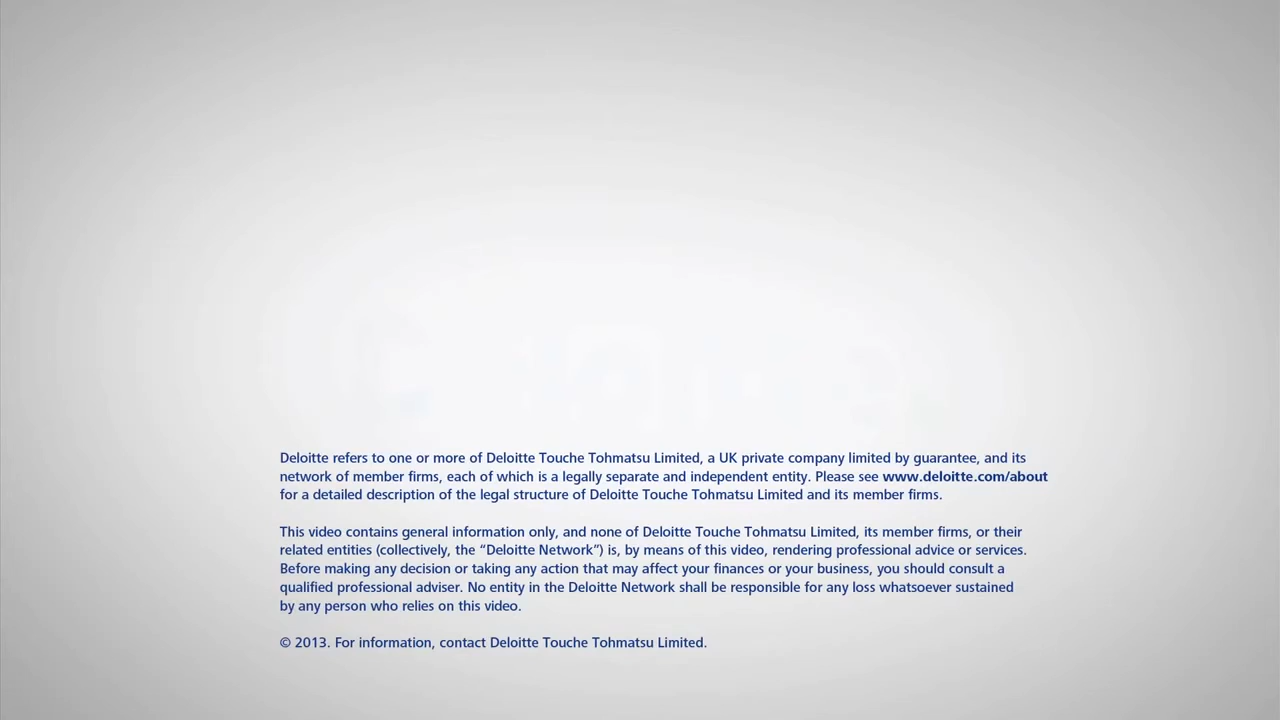 Deloitte refers to one or more of Deloitte Touche Tohmatsu Limited, a UK private company limited by guarantee, and its
network of member firms, each of which is a legally separate and independent entity. Please see www.deloitte.com/about
for a detailed description of the legal structure of Deloitte Touche Tohmatsu Limited and its member firms.
This video contains general information only, and none of Deloitte Touche Tohmatsu Limited, its member firms, or their
related entities (collectively, the “Deloitte Network”) is, by means of this video, rendering professional advice or services.
Before making any decision or taking any action that may affect your finances or your business, you should consult a
qualified professional adviser. No entity in the Deloitte Network shall be responsible for any loss whatsoever sustained
by any person who relies on this video.
© 2013. For information, contact Deloitte Touche Tohmatsu Limited.